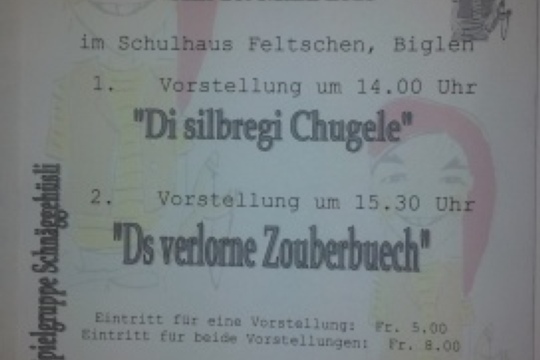 im Schulhaus Feltschen, Biglen
1. Vorstellung um 14.00 Uhr
"Di silbregi Chugele"
2. Vorstellung um 15.30 Uhr
"Ds verlorne Zouberbuech"
Eintritt für eine Vorstellung: Fr. 5.00
Eintritt für beide Vorstellungen: Fr. 8.00
pielgruppe Schnäggehüsli